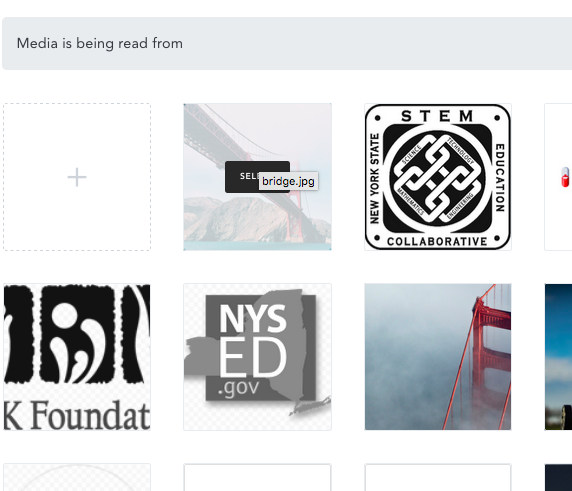 Media is being read from
SELE
bridge.jpg
STEM
NEW YORK STATE
EDUCATION
SCIENCE
TECHNOLOGY
MATHEMATICS
ENGINEERING
COLLABORATIVE
K Foundat
NYS
ED
.gov